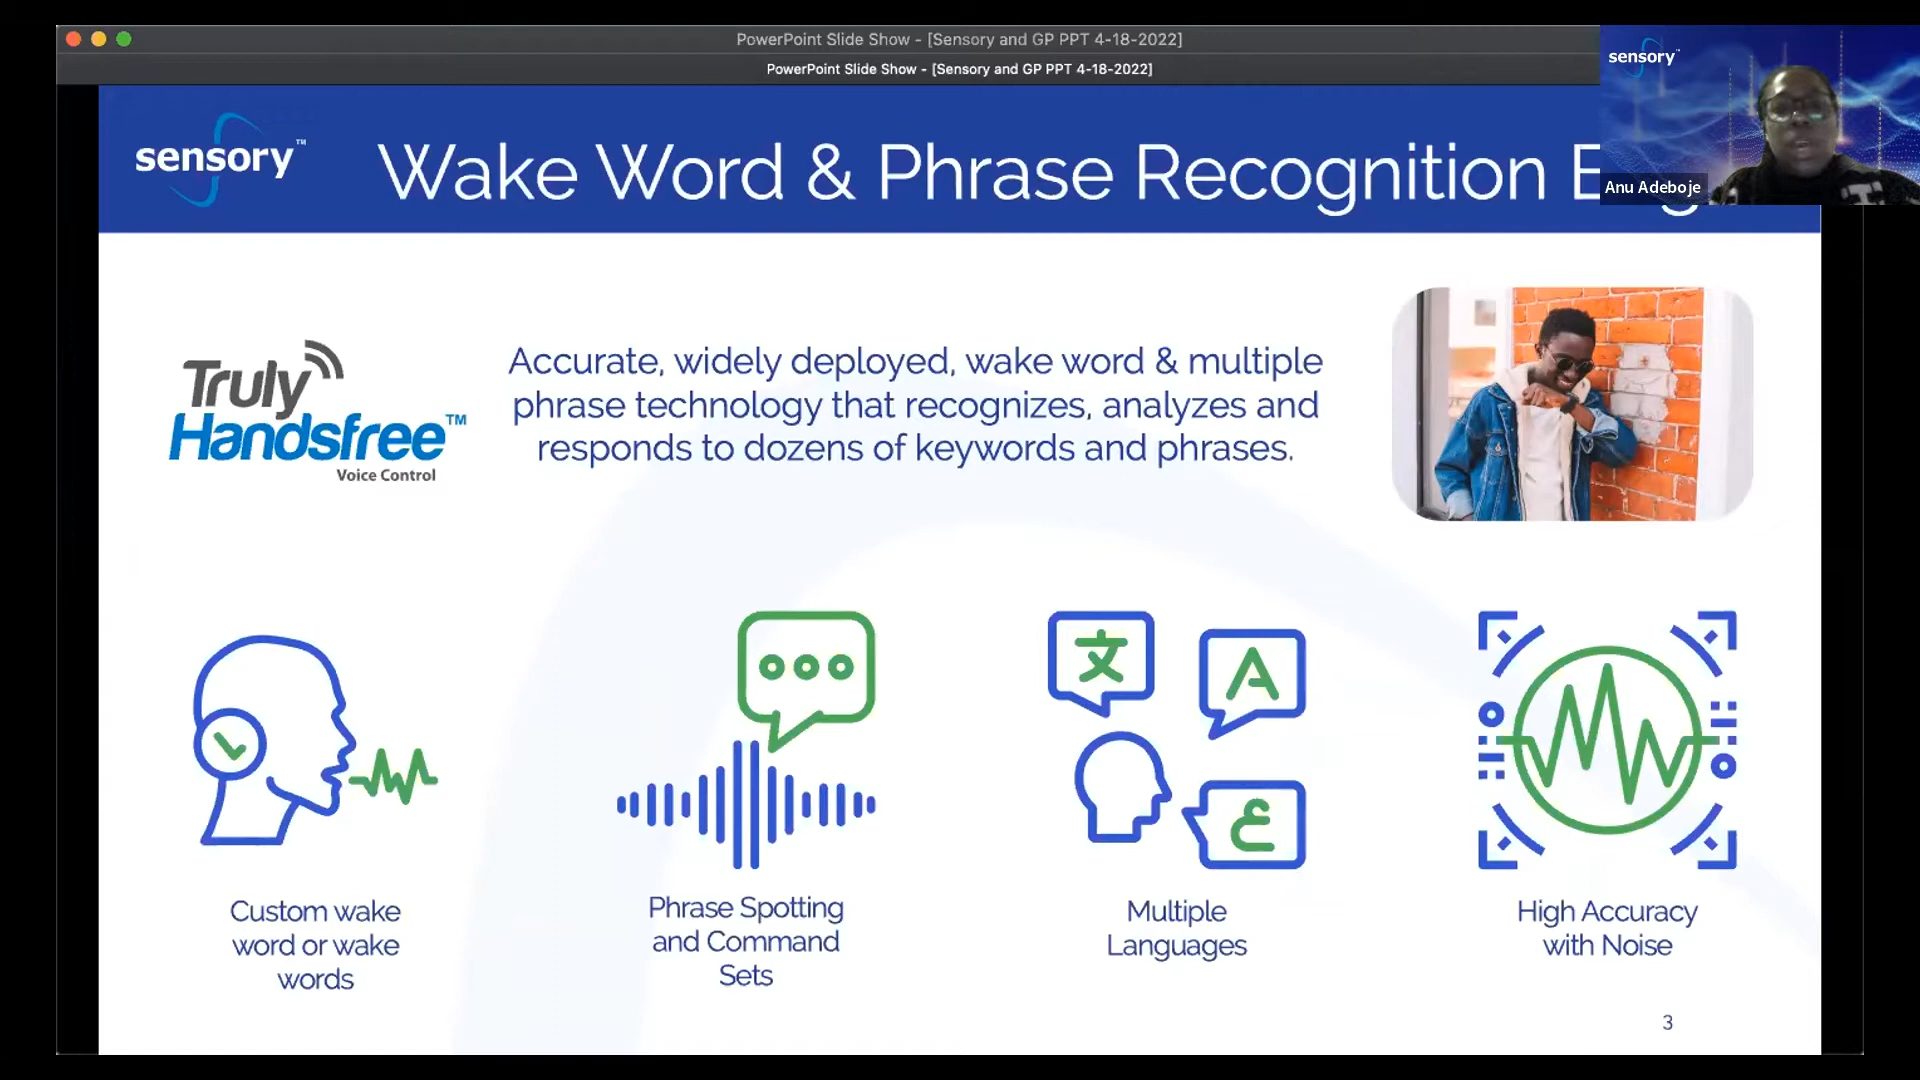 PowerPoint Slide Show - [Sensory and GP PPT 4-18-2022]
PowerPoint Slide Show - [Sensory and GP PPT 4-18-2022]
sensory™
Anu Adeboje
sensory™
Wake Word & Phrase Recognition
Truly
Handsfree™
Voice Control
Accurate, widely deployed, wake word & multiple
phrase technology that recognizes, analyzes and
responds to dozens of keywords and phrases.
文
A
ع
Custom wake
word or wake
words
Phrase Spotting
and Command
Sets
Multiple
Languages
High Accuracy
with Noise
3